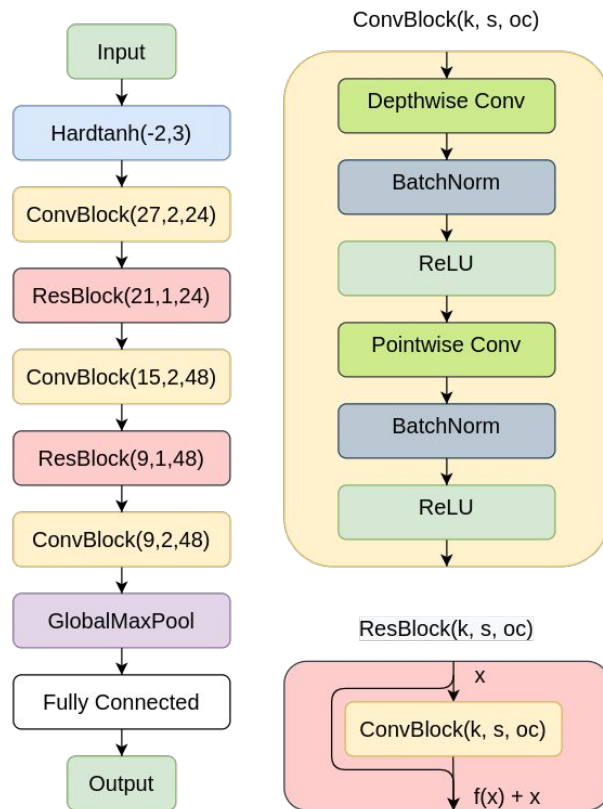 Input
Hardtanh(-2,3)
ConvBlock(27,2,24)
ResBlock(21,1,24)
ConvBlock(15,2,48)
ResBlock(9,1,48)
ConvBlock(9,2,48)
GlobalMaxPool
Fully Connected
Output
ConvBlock(k, s, oc)
Depthwise Conv
BatchNorm
ReLU
Pointwise Conv
BatchNorm
ReLU
ResBlock(k, s, oc)
x
ConvBlock(k, s, oc)
f(x) + x